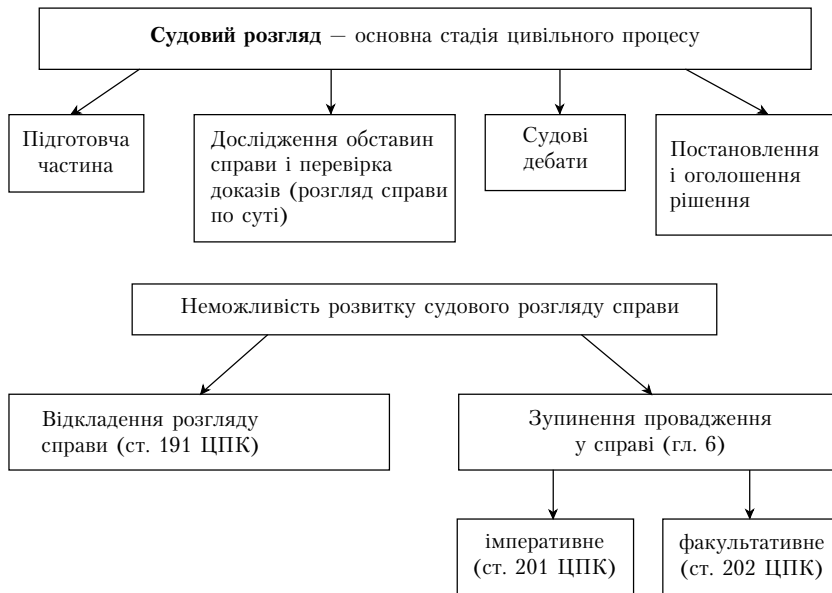 Судовий розгляд — основна стадія цивільного процесу
Підготовча
частина
Дослідження обставин
справи і перевірка
доказів (розгляд справи
по суті)
Судові
дебати
Постановлення
і оголошення
рішення
Неможливість розвитку судового розгляду справи
Відкладення розгляду
справи (ст. 191 ЦПК)
Зупинення провадження
у справі (гл. 6)
імперативне
(ст. 201 ЦПК)
факультативне
(ст. 202 ЦПК)